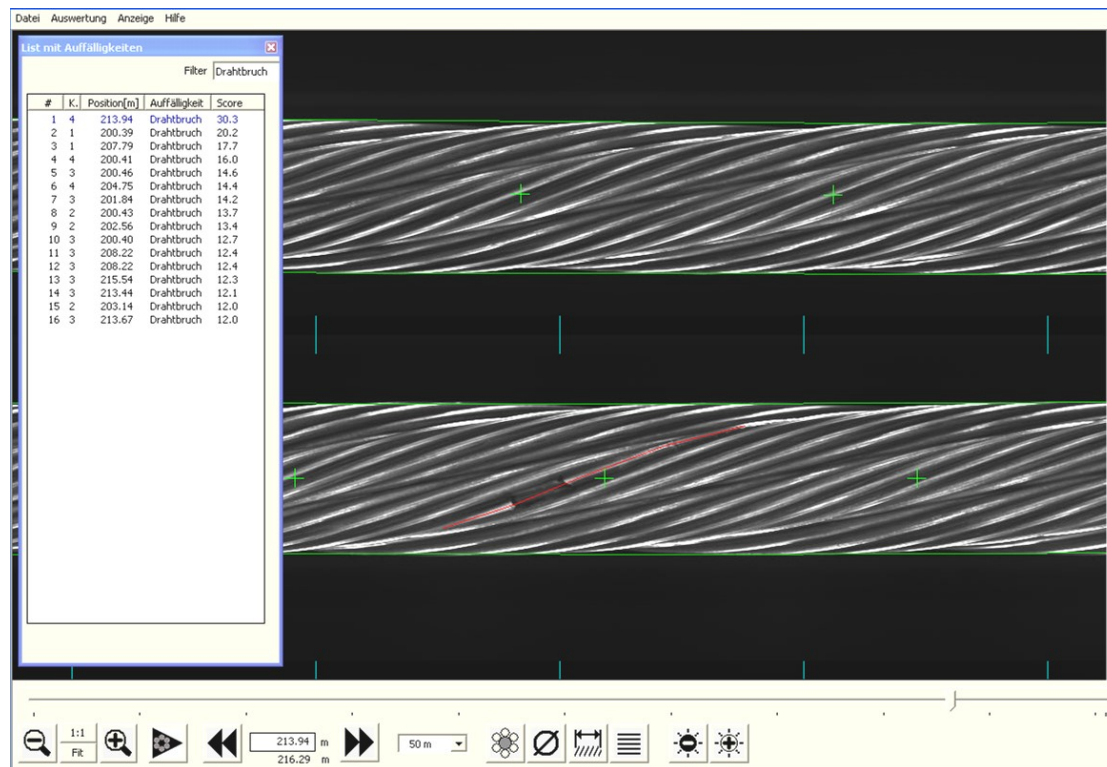 Datei Auswertung Anzeige Hilfe
List mit Auffälligkeiten
Filter Drahtbruch
# K. Position[m] Auffälligkeit Score
1 4 213.94 Drahtbruch 30.3
2 1 200.39 Drahtbruch 20.2
3 1 207.79 Drahtbruch 17.7
4 4 200.41 Drahtbruch 16.0
5 3 200.46 Drahtbruch 14.6
6 4 204.75 Drahtbruch 14.4
7 3 201.84 Drahtbruch 14.2
8 2 200.43 Drahtbruch 13.7
9 2 202.56 Drahtbruch 13.4
10 3 200.40 Drahtbruch 12.7
11 3 208.22 Drahtbruch 12.4
12 3 208.22 Drahtbruch 12.4
13 3 215.54 Drahtbruch 12.3
14 3 213.44 Drahtbruch 12.1
15 2 203.14 Drahtbruch 12.0
16 3 213.67 Drahtbruch 12.0
1:1
Fit
213.94 m
216.29 m
50 m